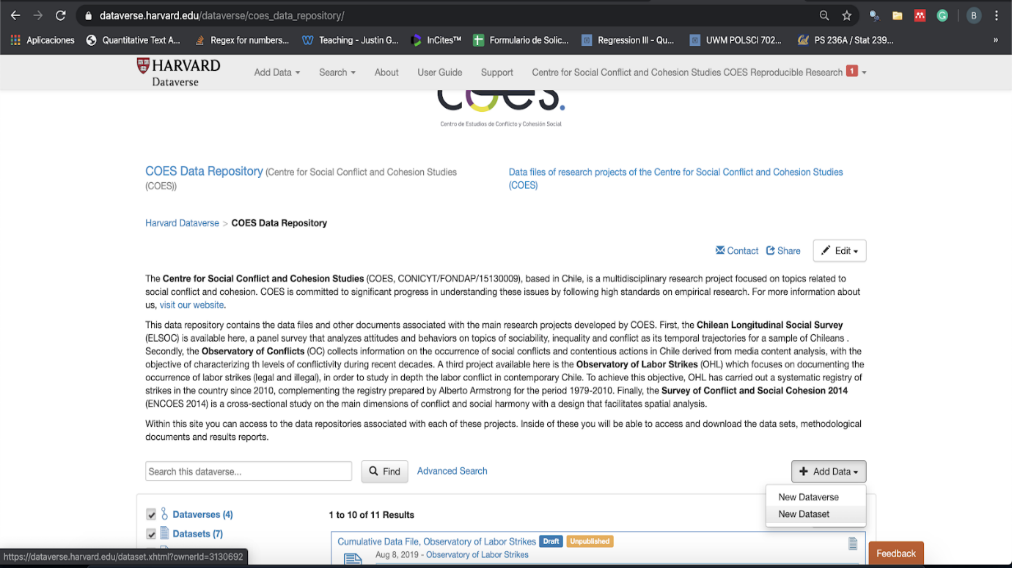 dataverse.harvard.edu/dataverse/coes_data_repository/
B
Aplicaciones
Quantitative Text A...
Regex for numbers...
Teaching - Justin G...
InCites™
Formulario de Solic...
Regression III - Qu...
UWM POLSCI 702...
PS 236A / Stat 239...
»
HARVARD
Dataverse
Add Data
Search
About
User Guide
Support
Centre for Social Conflict and Cohesion Studies COES Reproducible Research 1
coes.
Centro de Estudios de Conflicto y Cohesión Social
COES Data Repository (Centre for Social Conflict and Cohesion Studies
(COES))
Data files of research projects of the Centre for Social Conflict and Cohesion Studies
(COES)
Harvard Dataverse > COES Data Repository
Contact
Share
Edit
The Centre for Social Conflict and Cohesion Studies (COES, CONICYT/FONDAP/15130009), based in Chile, is a multidisciplinary research project focused on topics related to
social conflict and cohesion. COES is committed to significant progress in understanding these issues by following high standards on empirical research. For more information about
us, visit our website.
This data repository contains the data files and other documents associated with the main research projects developed by COES. First, the Chilean Longitudinal Social Survey
(ELSOC) is available here, a panel survey that analyzes attitudes and behaviors on topics of sociability, inequality and conflict as its temporal trajectories for a sample of Chileans .
Secondly, the Observatory of Conflicts (OC) collects information on the occurrence of social conflicts and contentious actions in Chile derived from media content analysis, with the
objective of characterizing th levels of conflictivity during recent decades. A third project available here is the Observatory of Labor Strikes (OHL) which focuses on documenting the
occurrence of labor strikes (legal and illegal), in order to study in depth the labor conflict in contemporary Chile. To achieve this objective, OHL has carried out a systematic registry of
strikes in the country since 2010, complementing the registry prepared by Alberto Armstrong for the period 1979-2010. Finally, the Survey of Conflict and Social Cohesion 2014
(ENCOES 2014) is a cross-sectional study on the main dimensions of conflict and social harmony with a design that facilitates spatial analysis.
Within this site you can access to the data repositories associated with each of these projects. Inside of these you will be able to access and download the data sets, methodological
documents and results reports.
Search this dataverse...
Find
Advanced Search
Add Data
New Dataverse
New Dataset
Dataverses (4)
Datasets (7)
1 to 10 of 11 Results
Cumulative Data File, Observatory of Labor Strikes Draft Unpublished
Aug 8, 2019 - Observatory of Labor Strikes
https://dataverse.harvard.edu/dataset.xhtml?ownerId=3130692
Feedback